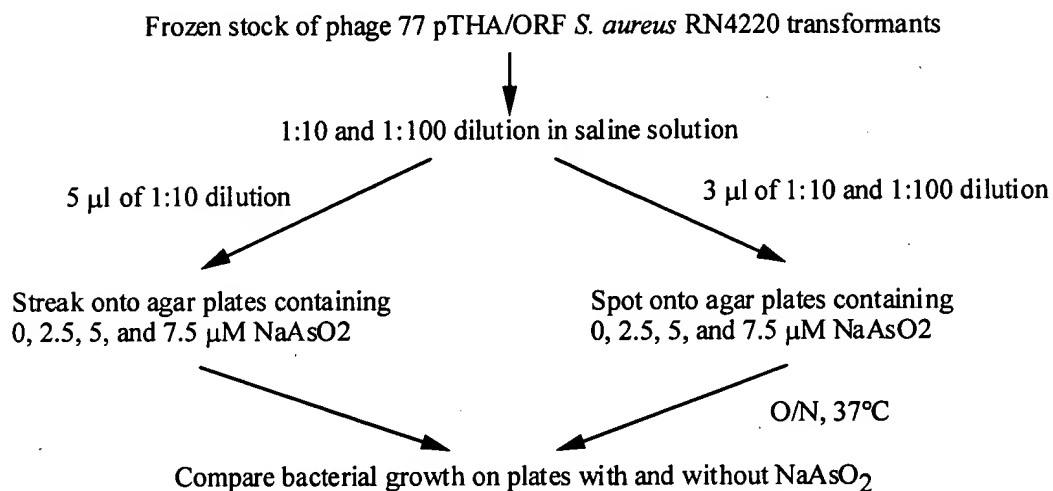 Frozen stock of phage 77 pTHA/ORF S. aureus RN4220 transformants
1:10 and 1:100 dilution in saline solution
5 μl of 1:10 dilution
3 μl of 1:10 and 1:100 dilution
Streak onto agar plates containing
0, 2.5, 5, and 7.5 μM NaAsO2
Spot onto agar plates containing
0, 2.5, 5, and 7.5 μM NaAsO2
O/N, 37°C
Compare bacterial growth on plates with and without NaAsO₂